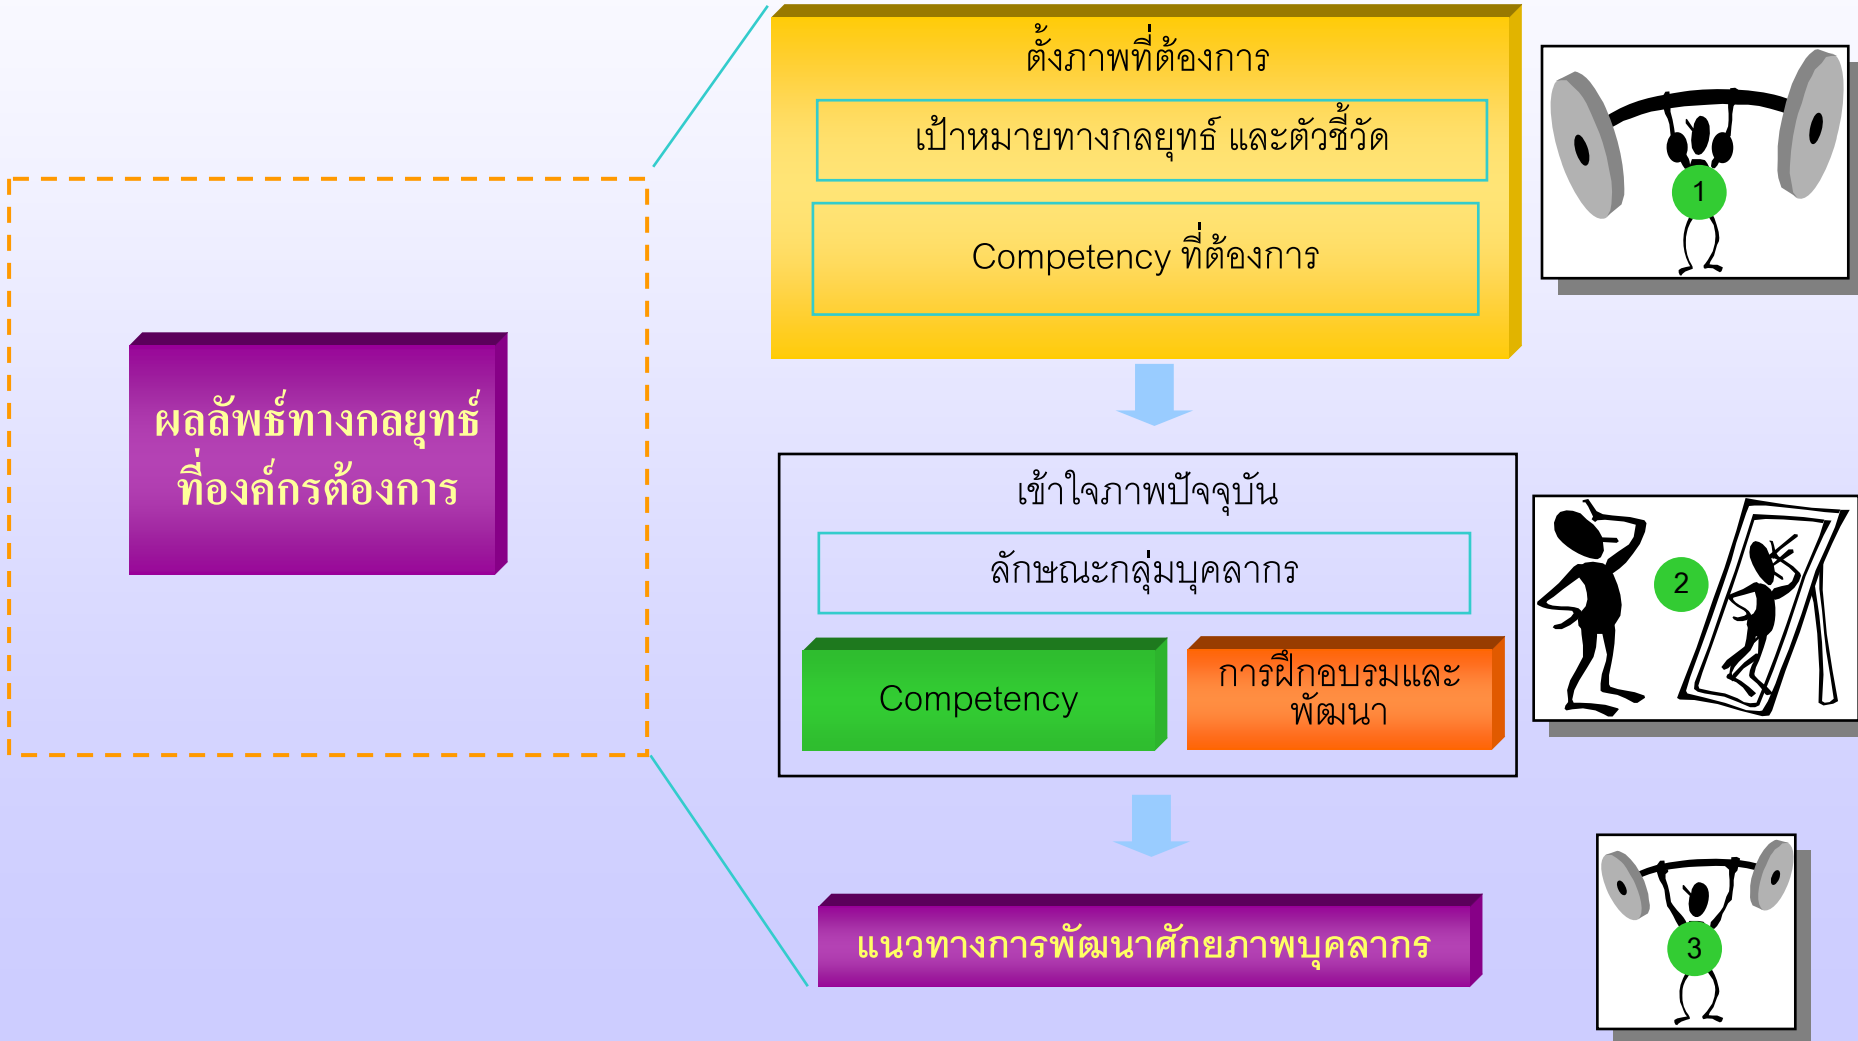 ผลลัพธ์ทางกลยุทธ์
ที่องค์กรต้องการ
ตั้งภาพที่ต้องการ
เป้าหมายทางกลยุทธ์ และตัวชี้วัด
Competency ที่ต้องการ
1
เข้าใจภาพปัจจุบัน
ลักษณะกลุ่มบุคลากร
Competency
การฝึกอบรมและ
พัฒนา
2
แนวทางการพัฒนาศักยภาพบุคลากร
3